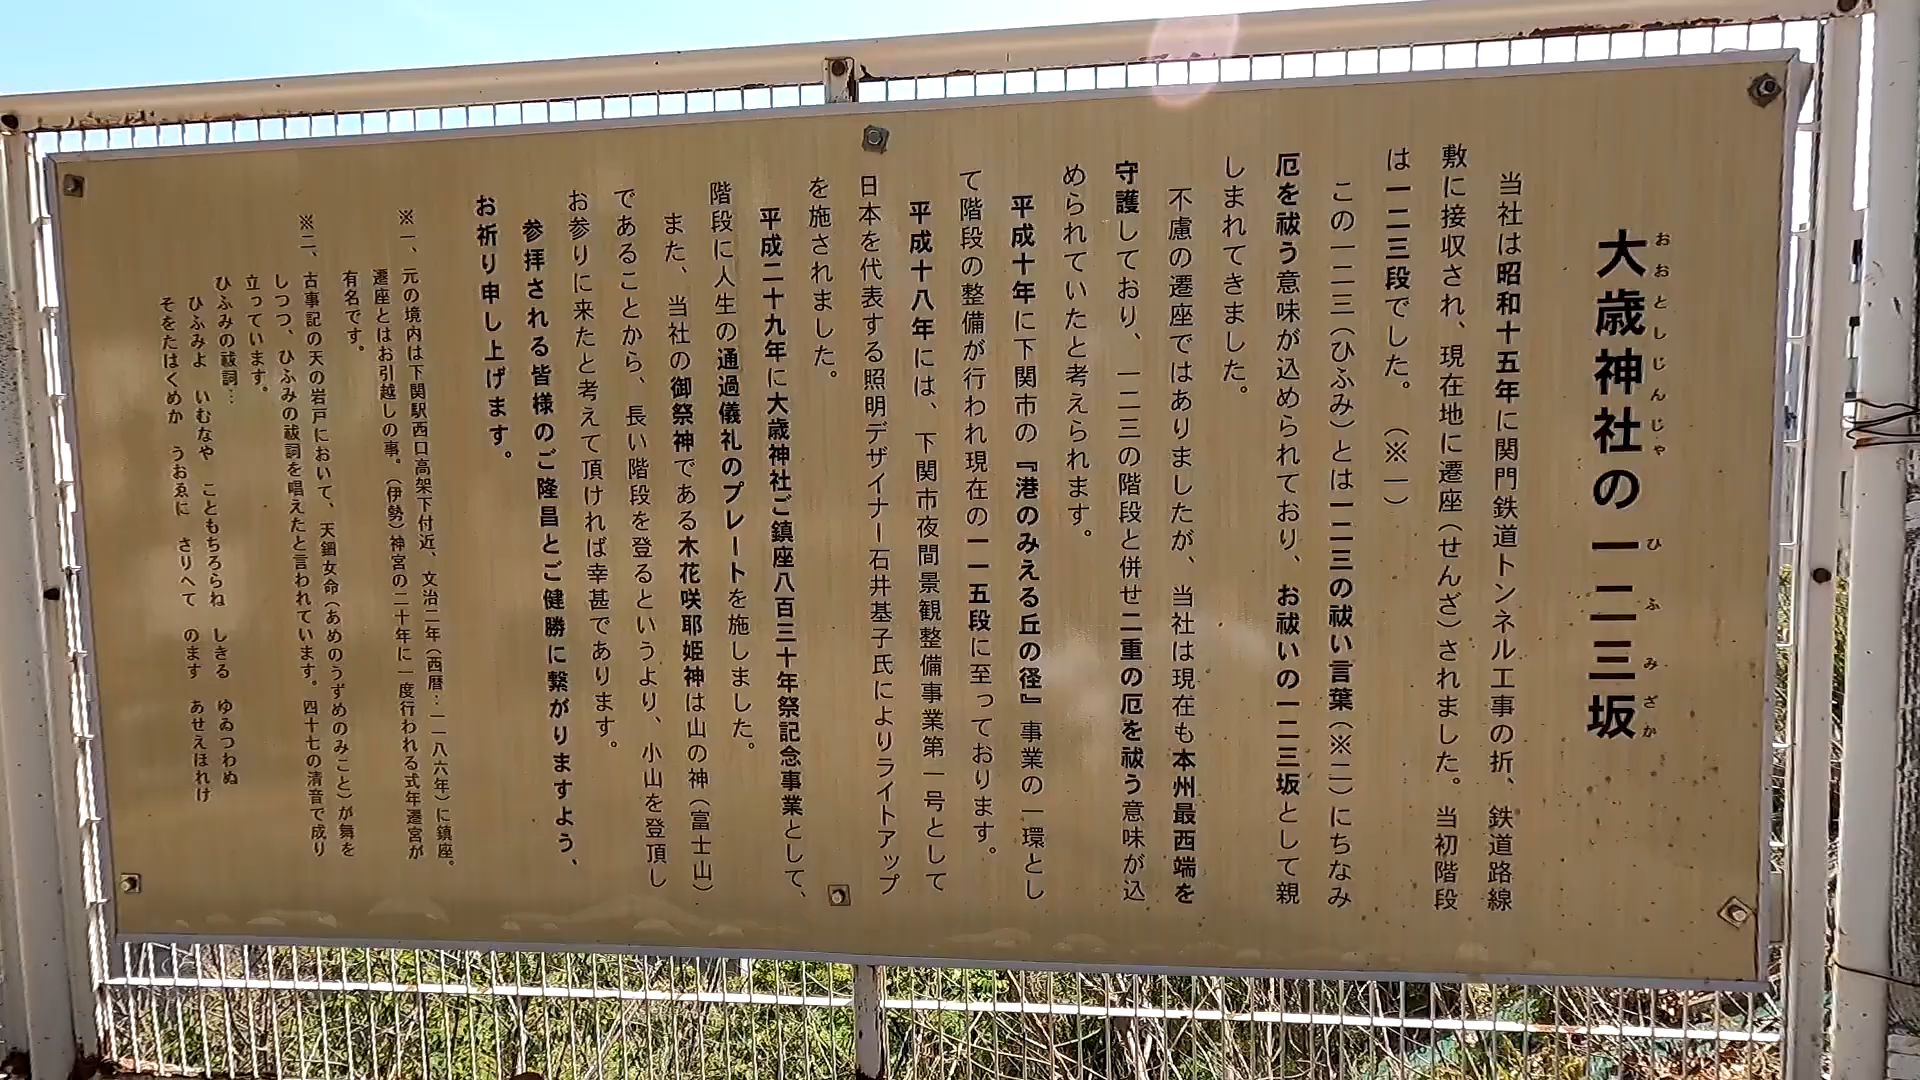 大歳神社の一二三坂
おおとしじんじゃ ひふみざか
当社は昭和十五年に関門鉄道トンネル工事の折、鉄道路線
敷に接収され、現在地に遷座（せんざ）されました。当初階段
は一二三段でした。（※一）
この一二三（ひふみ）とは一二三の祓い言葉（※二）にちなみ
厄を祓う意味が込められており、お祓いの一二三坂として親
しまれてきました。
不慮の遷座ではありましたが、当社は現在も本州最西端を
守護しており、一二三の階段と併せ二重の厄を祓う意味が込
められていたと考えられます。
平成十年に下関市の『港のみえる丘の径』事業の一環とし
て階段の整備が行われ現在の一一五段に至っております。
平成十八年には、下関市夜間景観整備事業第一号として
日本を代表する照明デザイナー石井基子氏によりライトアップ
を施されました。
平成二十九年に大歳神社ご鎮座八百三十年祭記念事業として、
階段に人生の通過儀礼のプレートを施しました。
また、当社の御祭神である木花咲耶姫神は山の神（富士山）
であることから、長い階段を登るというより、小山を登頂し
お参りに来たと考えて頂ければ幸甚であります。
参拝される皆様のご隆昌とご健勝に繋がりますよう、
お祈り申し上げます。
※一、元の境内は下関駅西口高架下付近、文治二年（西暦：一一八六年）に鎮座。
遷座とはお引越しの事。（伊勢）神宮の二十年に一度行われる式年遷宮が
有名です。
※二、古事記の天の岩戸において、天鈿女命（あめのうずめのみこと）が舞を
しつつ、ひふみの祓詞を唱えたと言われています。四十七の清音で成り
立っています。
ひふみの祓詞：
ひふみよ いむなや こともちろらね しきる ゆゐつわぬ
そをたはくめか うおゑに さりへて のます あせえほれけ